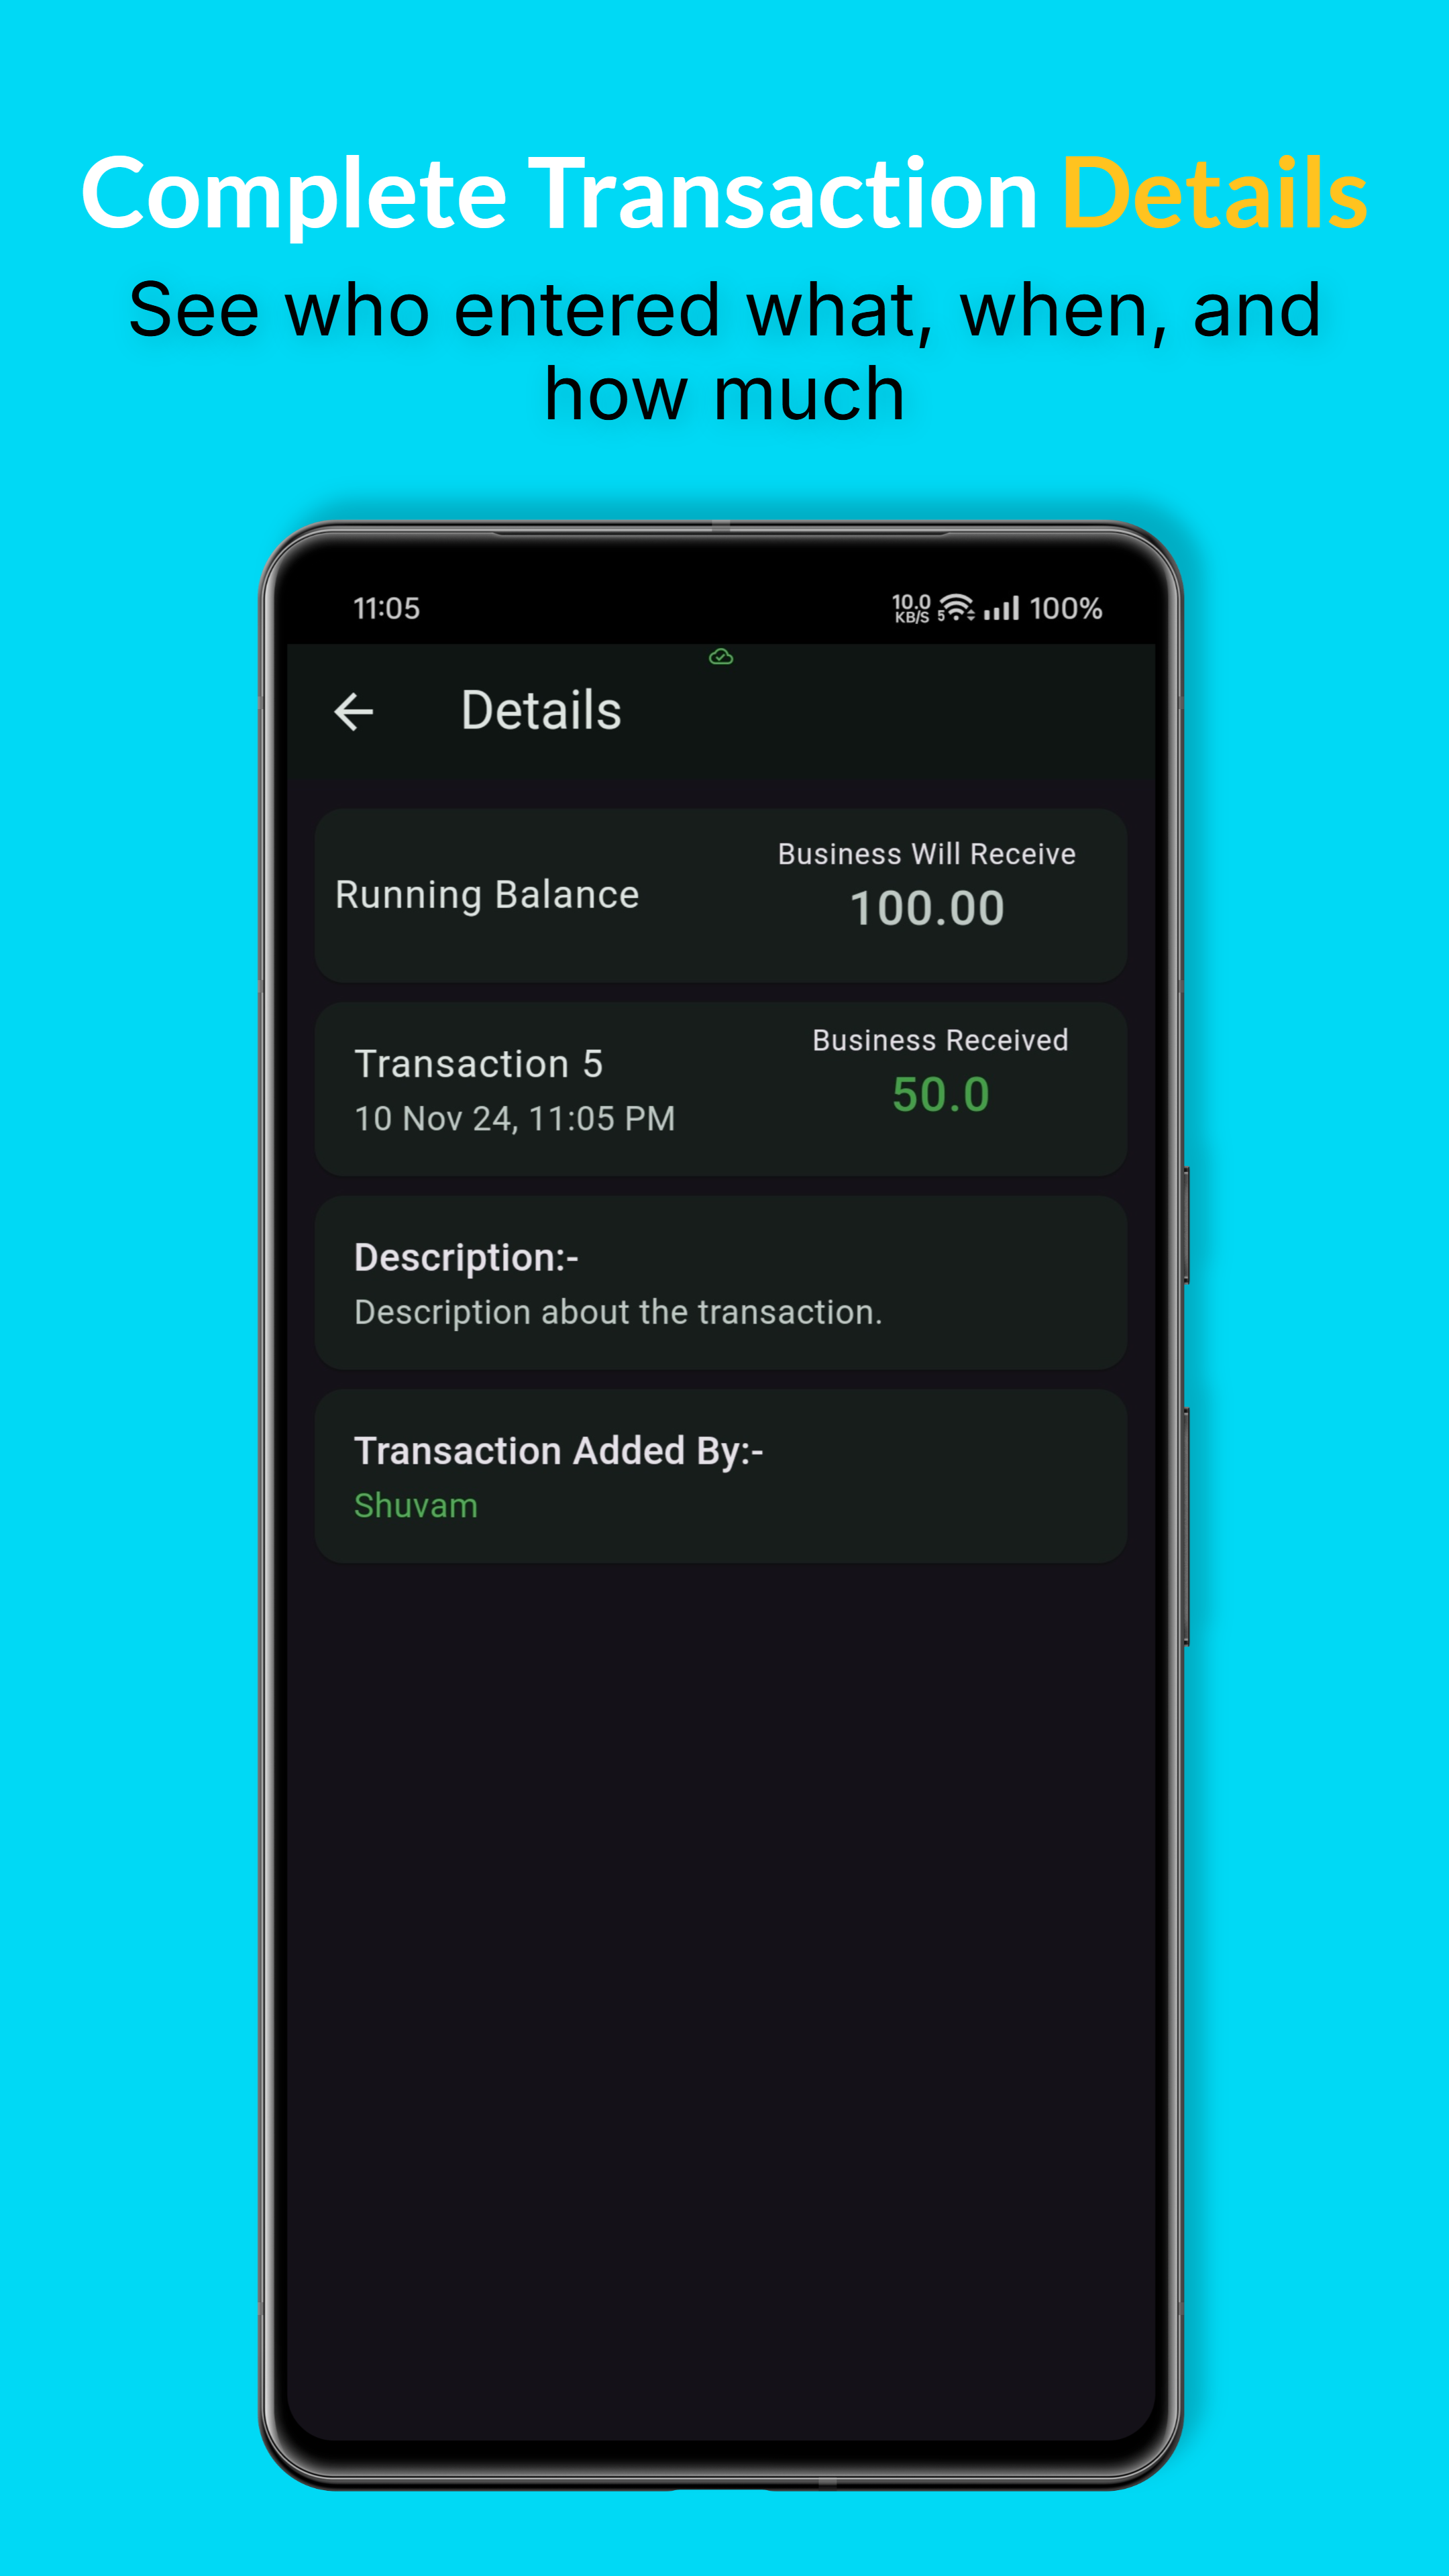 Complete Transaction Details
See who entered what, when, and
how much
11:05
10.0
KB/S
5
100%
Details
Running Balance
Business Will Receive
100.00
Transaction 5
10 Nov 24, 11:05 PM
Business Received
50.0
Description:-
Description about the transaction.
Transaction Added By:-
Shuvam